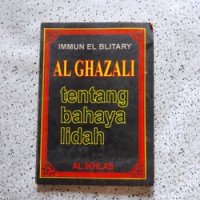 IMMUN EL BLITARY
AL GHAZALI
tentang
bahaya
lidah
AL IKHLAS